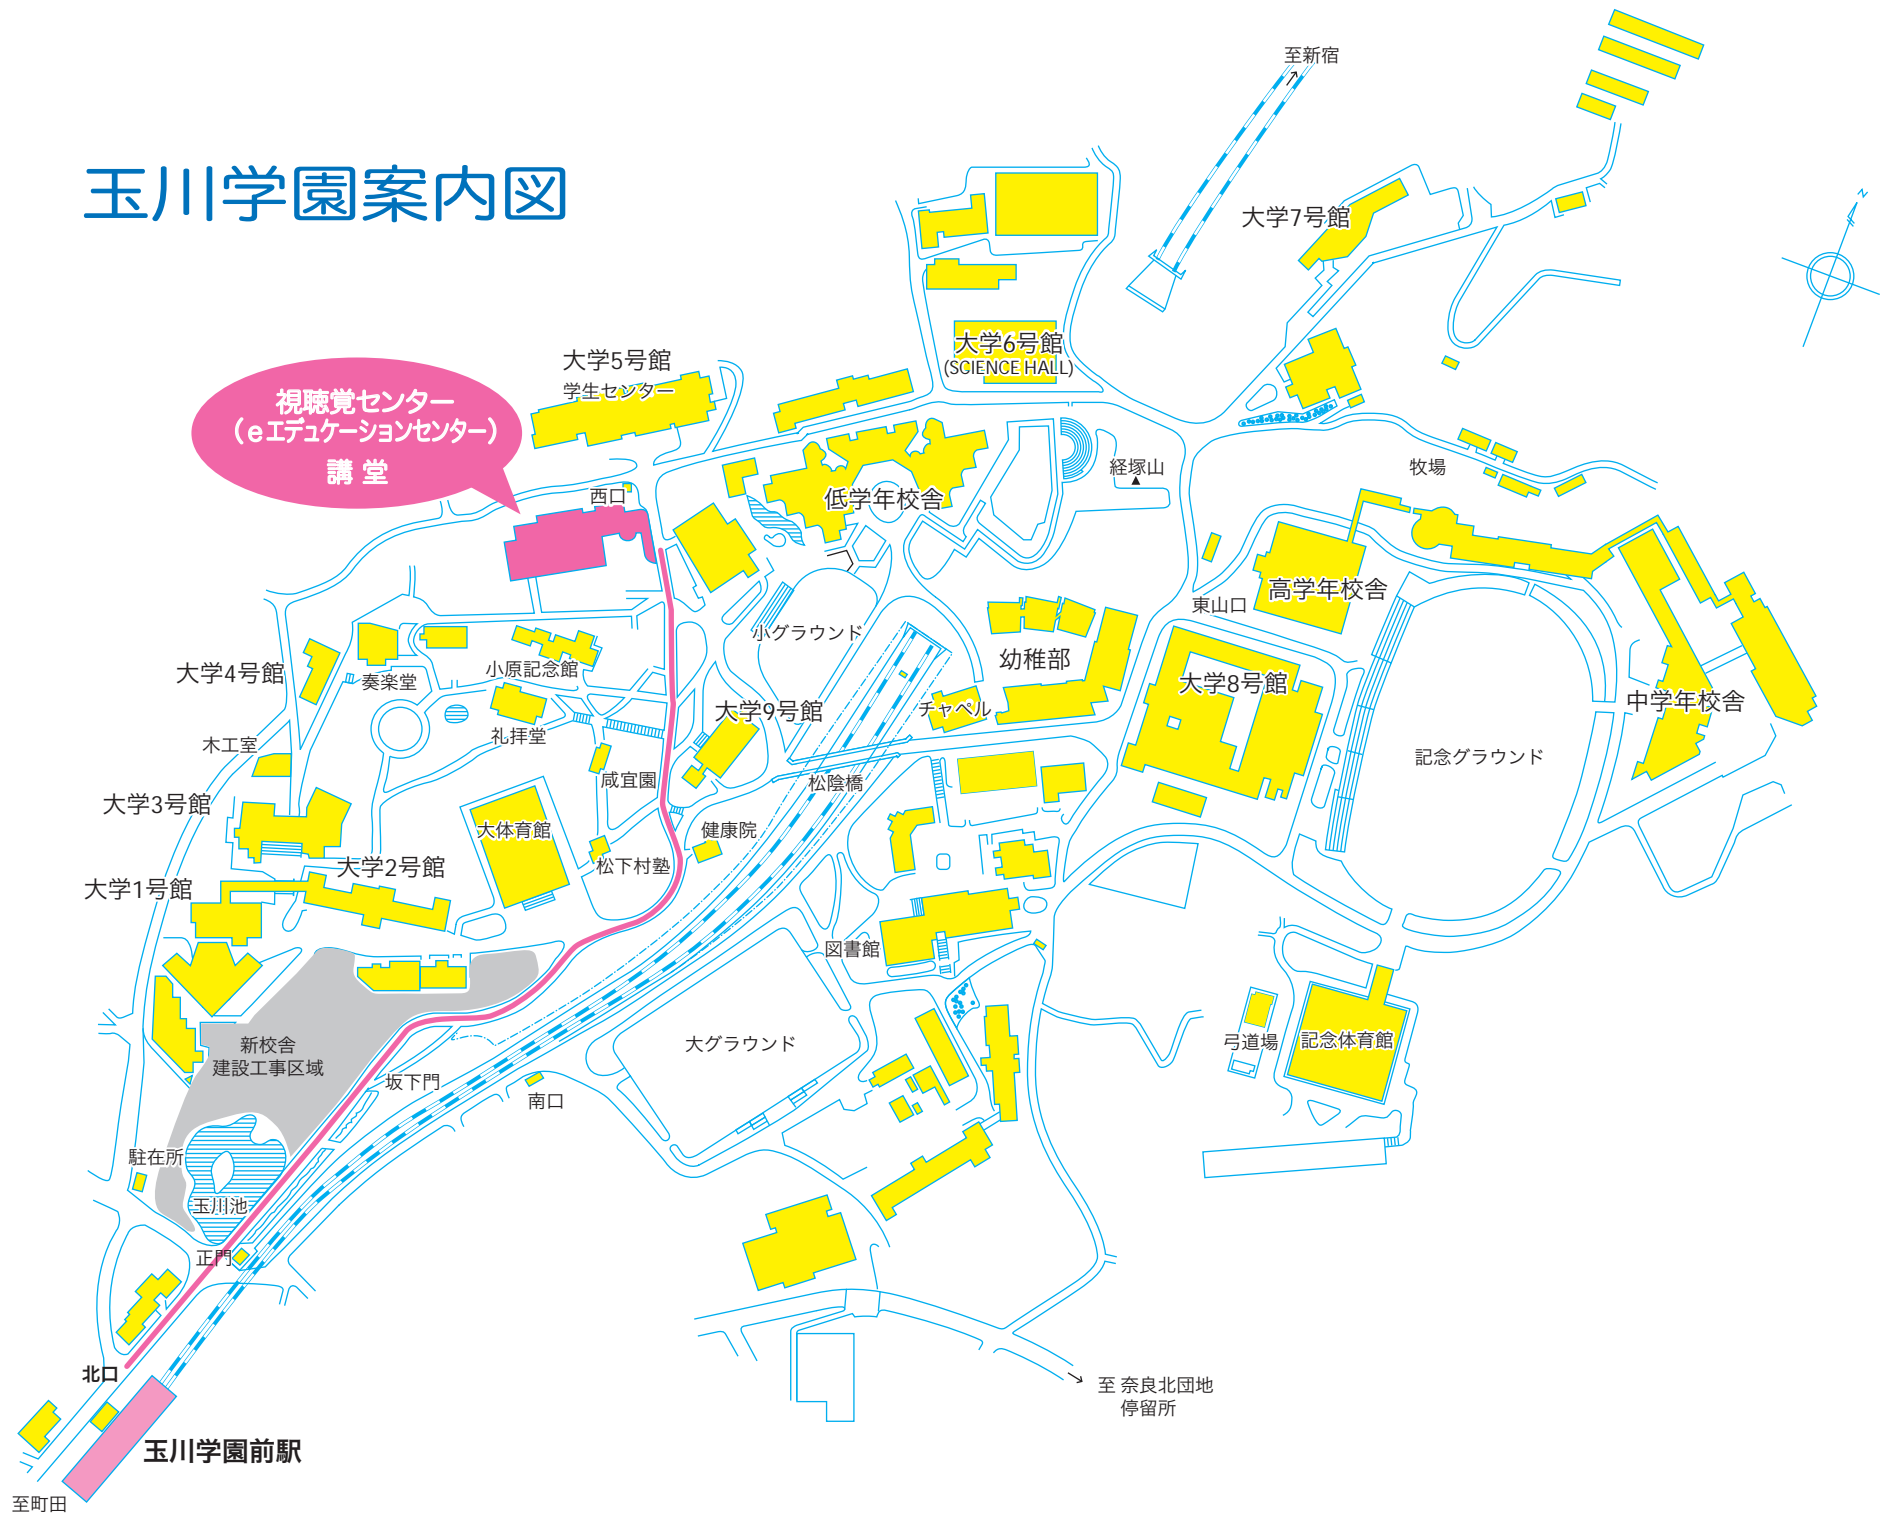 至新宿
N
玉川学園案内図
大学7号館
大学6号館
(SCIENCE HALL)
大学5号館
学生センター
視聴覚センター
(eエデュケーションセンター)
講堂
西口
低学年校舎
経塚山
牧場
高学年校舎
東山口
小グラウンド
幼稚部
大学4号館
奏楽堂
小原記念館
大学8号館
中学年校舎
チャペル
大学9号館
礼拝堂
木工室
記念グラウンド
咸宜園
松陰橋
大学3号館
大体育館
健康院
松下村塾
大学2号館
大学1号館
図書館
新校舎
建設工事区域
大グラウンド
弓道場
記念体育館
坂下門
南口
駐在所
玉川池
正門
北口
至 奈良北団地
停留所
玉川学園前駅
至町田